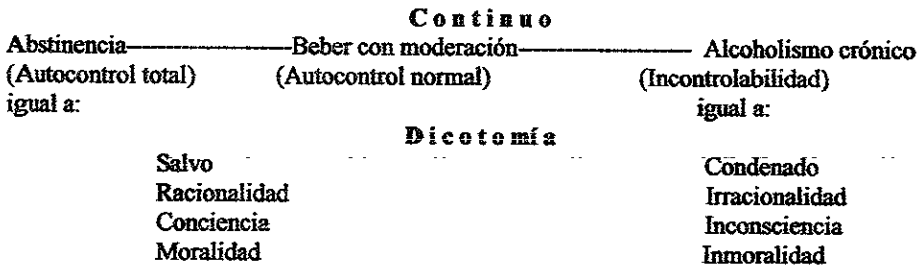 Continuo
Abstinencia Beber con moderación Alcoholismo crónico
(Autocontrol total) (Autocontrol normal) (Incontrolabilidad)
igual a: igual a:
Dicotomía
Salvo Condenado
Racionalidad Irracionalidad
Conciencia Inconsciencia
Moralidad Inmoralidad